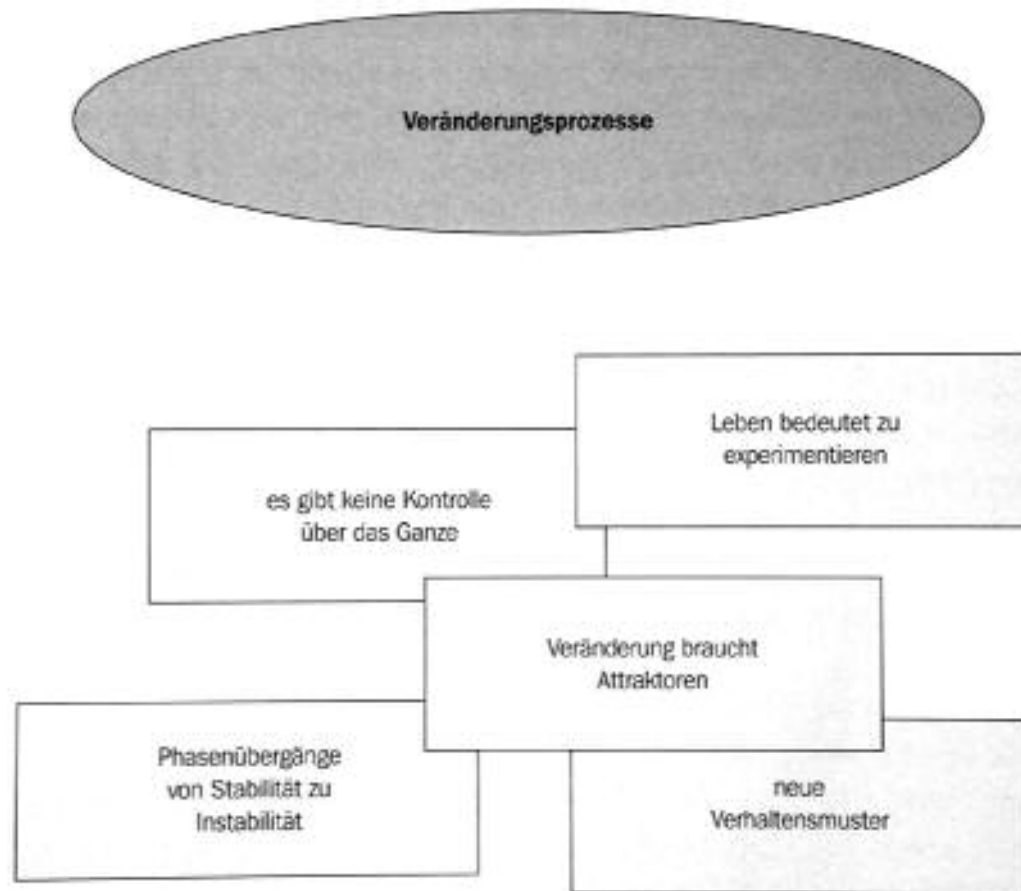 Veränderungsprozesse
Leben bedeutet zu
experimentieren
es gibt keine Kontrolle
über das Ganze
Veränderung braucht
Attraktoren
Phasenübergänge
von Stabilität zu
Instabilität
neue
Verhaltensmuster